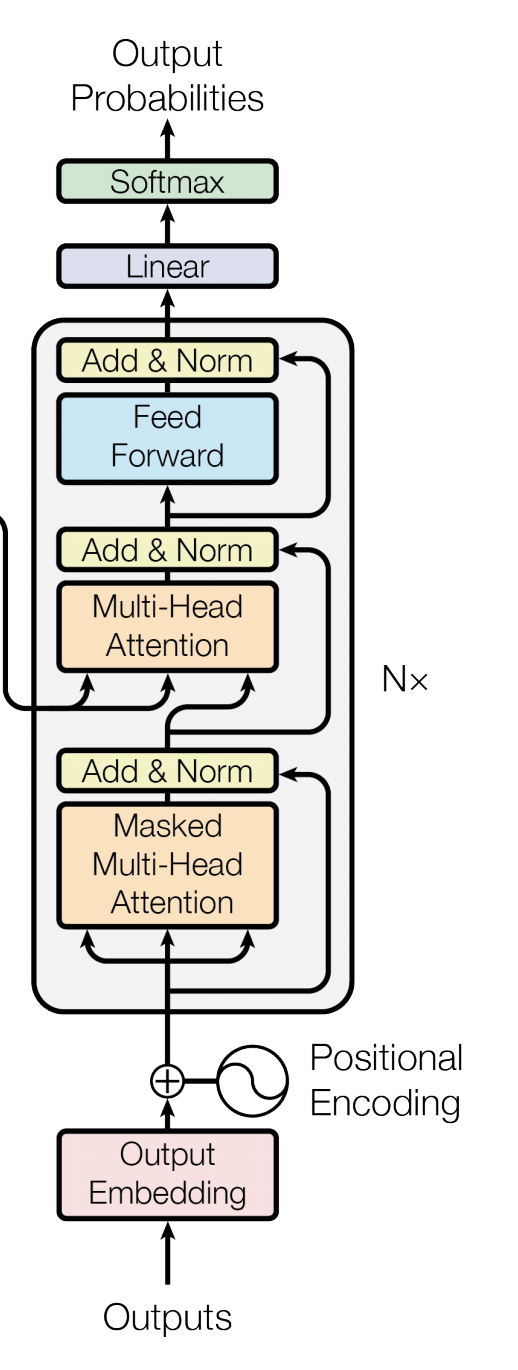 Output
Probabilities
Softmax
Linear
Add & Norm
Feed
Forward
Add & Norm
Multi-Head
Attention
N×
Add & Norm
Masked
Multi-Head
Attention
Positional
Encoding
Output
Embedding
Outputs